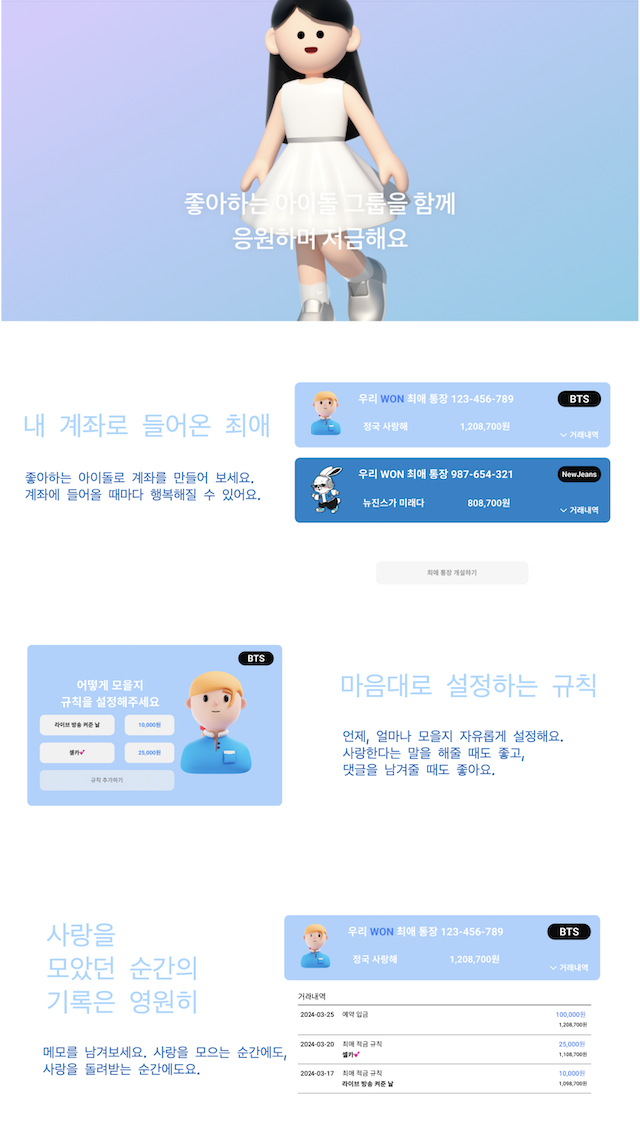 좋아하는 아이돌 그룹을 함께
응원하며 저금해요
내 계좌로 들어온 최애
좋아하는 아이돌로 계좌를 만들어 보세요.
계좌에 들어올 때마다 행복해질 수 있어요.
우리 WON 최애 통장 123-456-789
BTS
정국 사랑해
1,208,700원
거래내역
우리 WON 최애 통장 987-654-321
NewJeans
뉴진스가 미래다
808,700원
거래내역
최애 통장 개설하기
BTS
어떻게 모을지
규칙을 설정해주세요
라이브 방송 켜준 날
10,000원
셀카💕
25,000원
규칙 추가하기
마음대로 설정하는 규칙
언제, 얼마나 모을지 자유롭게 설정해요.
사랑한다는 말을 해줄 때도 좋고,
댓글을 남겨줄 때도 좋아요.
사랑을
모았던 순간의
기록은 영원히
메모를 남겨보세요. 사랑을 모으는 순간에도,
사랑을 돌려받는 순간에도요.
우리 WON 최애 통장 123-456-789
BTS
정국 사랑해
1,208,700원
거래내역
거래내역
2024-03-25 예약 입금 100,000원
1,208,700원
2024-03-20 최애 적금 규칙 25,000원
셀카💕 1,108,700원
2024-03-17 최애 적금 규칙 10,000원
라이브 방송 켜준 날 1,098,700원